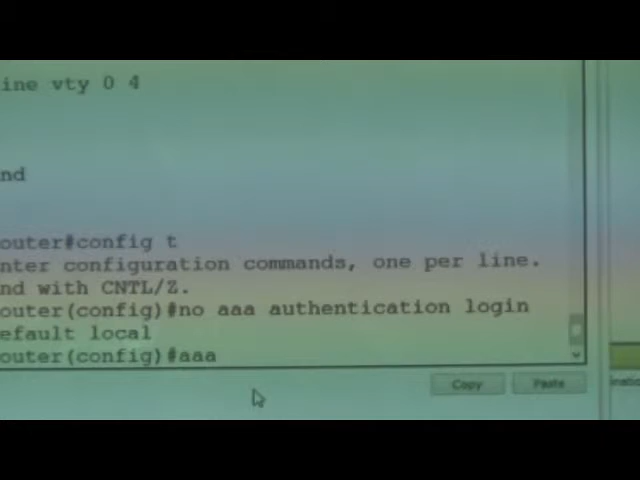 ine vty 0 4
nd
outer#config t
nter configuration commands, one per line.
nd with CNTL/Z.
outer(config)#no aaa authentication login
efault local
outer(config)#aaa
Copy
Paste